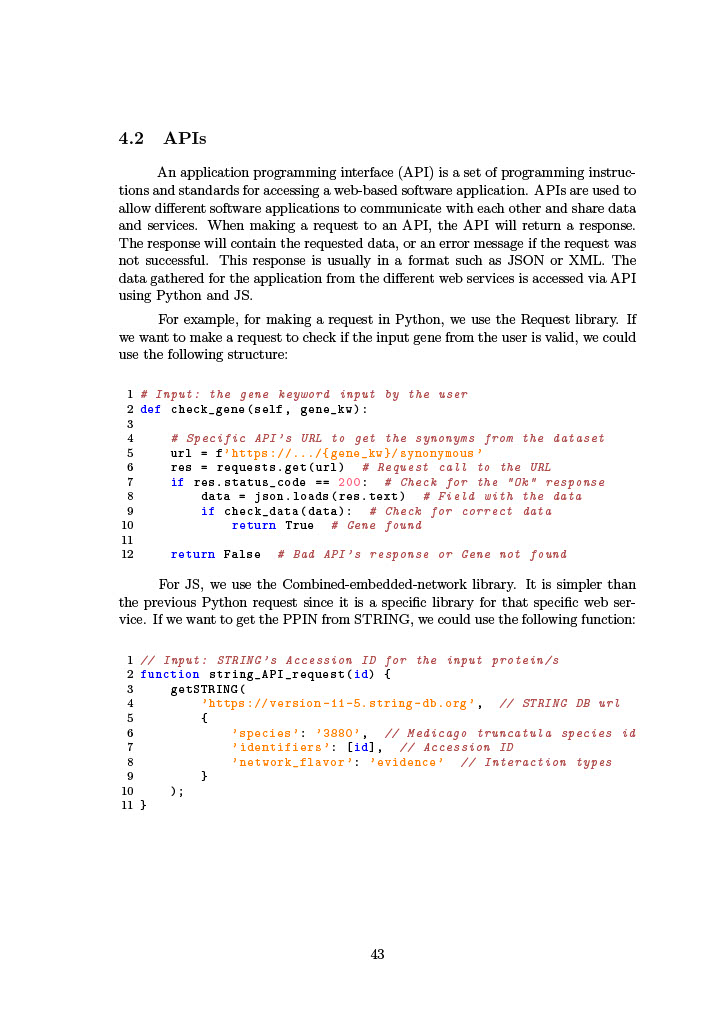 4.2 APIs
An application programming interface (API) is a set of programming instruc-
tions and standards for accessing a web-based software application. APIs are used to
allow different software applications to communicate with each other and share data
and services. When making a request to an API, the API will return a response.
The response will contain the requested data, or an error message if the request was
not successful. This response is usually in a format such as JSON or XML. The
data gathered for the application from the different web services is accessed via API
using Python and JS.
For example, for making a request in Python, we use the Request library. If
we want to make a request to check if the input gene from the user is valid, we could
use the following structure:
1 # Input: the gene keyword input by the user
2 def check_gene(self, gene_kw):
3
4 # Specific API's URL to get the synonyms from the dataset
5 url = f'https://.../{gene_kw}/synonymous'
6 res = requests.get(url) # Request call to the URL
7 if res.status_code == 200: # Check for the "Ok" response
8 data = json.loads(res.text) # Field with the data
9 if check_data(data): # Check for correct data
10 return True # Gene found
11
12 return False # Bad API's response or Gene not found
For JS, we use the Combined-embedded-network library. It is simpler than
the previous Python request since it is a specific library for that specific web ser-
vice. If we want to get the PPIN from STRING, we could use the following function:
1 // Input: STRING's Accession ID for the input protein/s
2 function string_API_request(id) {
3 getSTRING(
4 'https://version-11-5.string-db.org', // STRING DB url
5 {
6 'species': '3880', // Medicago truncatula species id
7 'identifiers': [id], // Accession ID
8 'network_flavor': 'evidence' // Interaction types
9 }
10 );
11 }
43